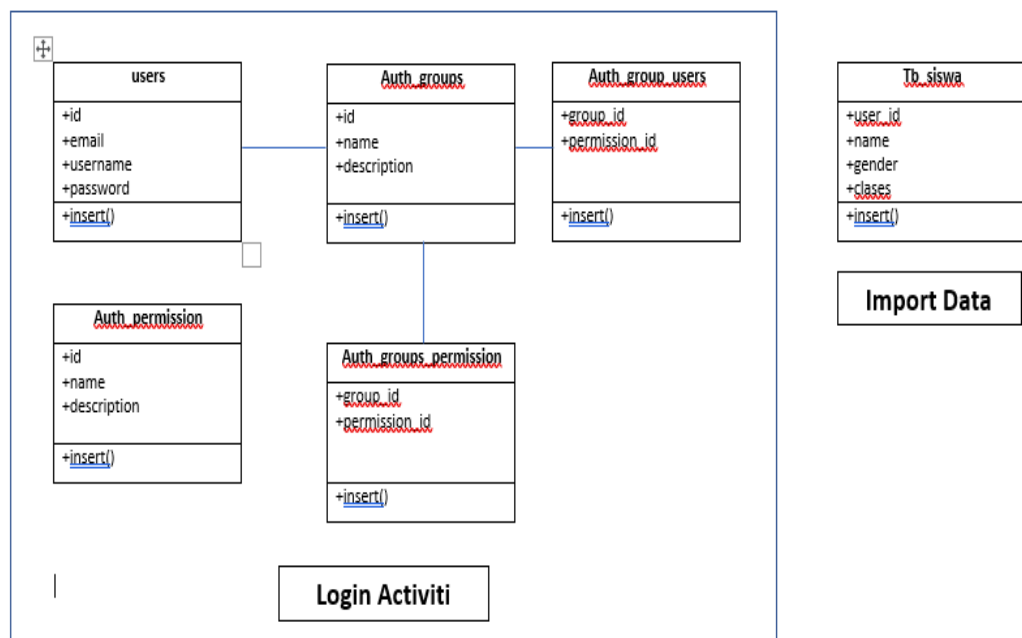 users
+id
+email
+username
+password
+insert()
Auth_groups
+id
+name
+description
+insert()
Auth_group_users
+group_id
+permission_id
+insert()
Tb_siswa
+user_id
+name
+gender
+clases
+insert()
Import Data
Auth_permission
+id
+name
+description
+insert()
Auth_groups_permission
+group_id
+permission_id
+insert()
Login Activiti